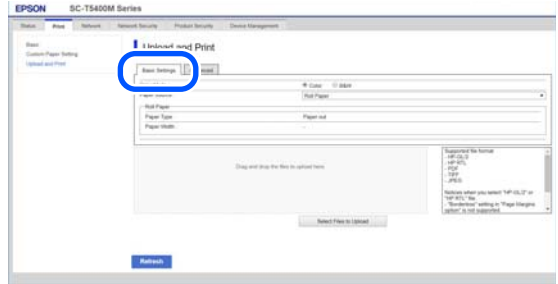 EPSON SC-T5400M Series
Status Print Network Network Security Product Security Device Management
Basic
Custom Paper Setting
Upload and Print
Upload and Print
Basic Settings
Color B&W
Roll Paper
Roll Paper
Paper Type Paper out
Paper Width -
Drag and drop the files to upload here.
Supported file format
- HP-GL/2
- HP RTL
- PDF
- TIFF
- JPEG
Notices when you select "HP-GL/2" or
"HP RTL" file
- "Borderless" setting in "Page Margins
option" is not supported.
Select Files to Upload
Refresh